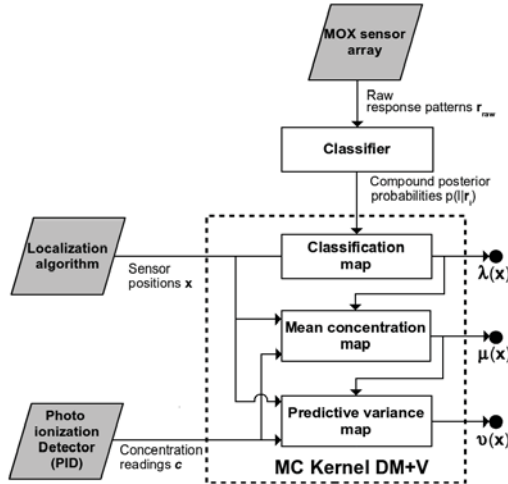 MOX sensor
array
Raw
response patterns r_raw
Classifier
Compound posterior
probabilities p(l|r_i)
Localization
algorithm
Sensor
positions x
Classification
map
λ(x)
Mean concentration
map
μ(x)
Photo
ionization
Detector
(PID)
Concentration
readings c
Predictive variance
map
υ(x)
MC Kernel DM+V